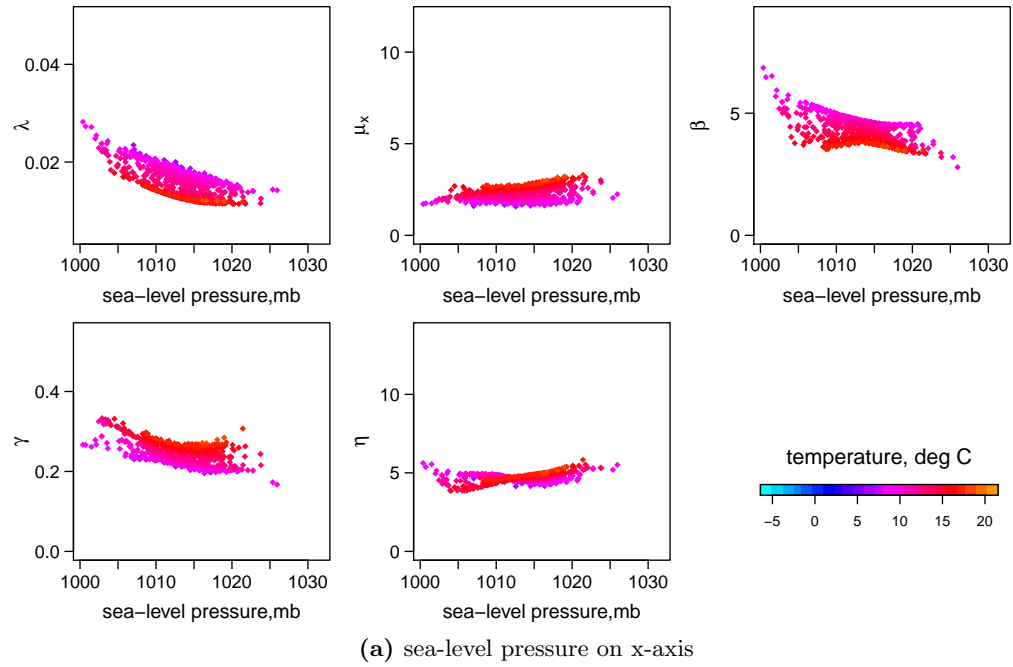 0.04
0.02
λ
1000 1010 1020 1030
sea−level pressure,mb
10
5
0
μx
1000 1010 1020 1030
sea−level pressure,mb
5
0
β
1000 1010 1020 1030
sea−level pressure,mb
0.4
0.2
0.0
γ
1000 1010 1020 1030
sea−level pressure,mb
10
5
0
η
1000 1010 1020 1030
sea−level pressure,mb
temperature, deg C
−5 0 5 10 15 20
(a) sea-level pressure on x-axis